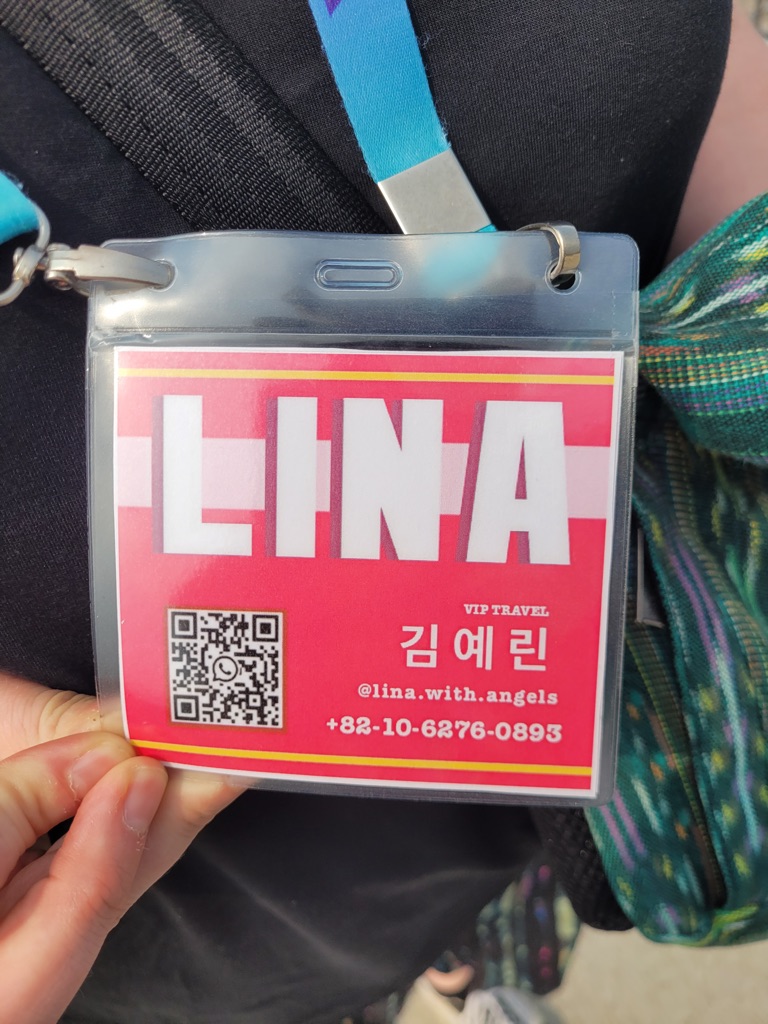 LINA
VIP TRAVEL
김예린
@lina.with.angels
+82-10-6276-0893